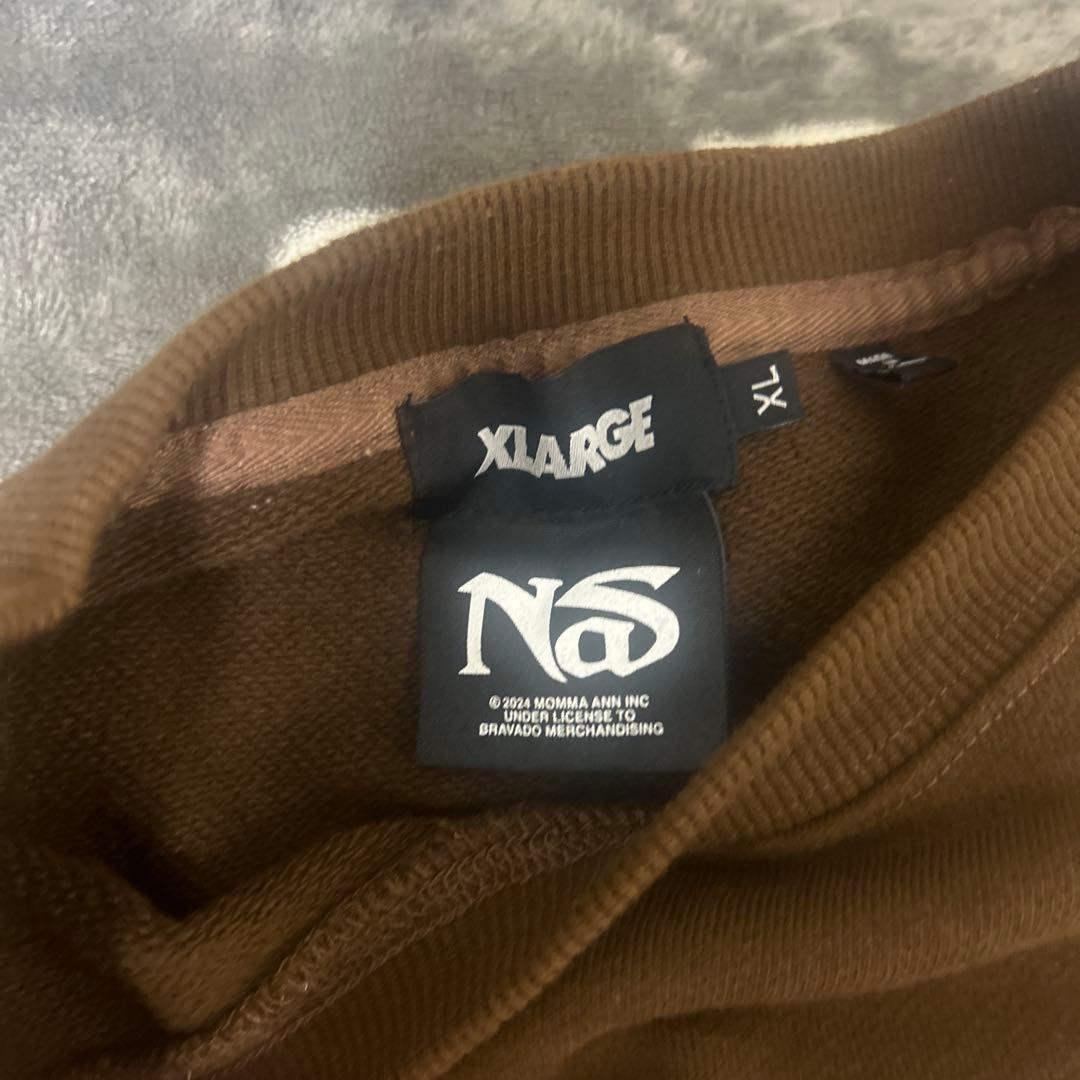 XLARGE
XL
NaS
© 2024 MOMMA ANN INC
UNDER LICENSE TO
BRAVADO MERCHANDISING